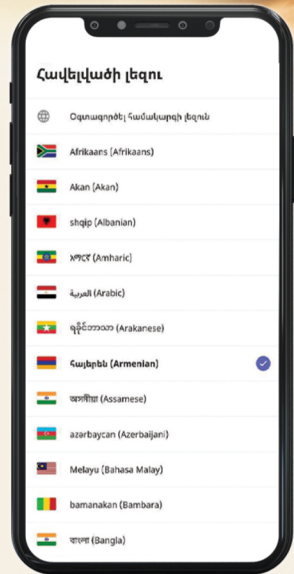 Հավելվածի լեզու
Օգտագործել համակարգի լեզուն
Afrikaans (Afrikaans)
Akan (Akan)
shqip (Albanian)
አማርኛ (Amharic)
العربية (Arabic)
ရခိုင်ဘာသာ (Arakanese)
հայերեն (Armenian)
অসমীয়া (Assamese)
azərbaycan (Azerbaijani)
Melayu (Bahasa Malay)
bamanakan (Bambara)
বাংলা (Bangla)